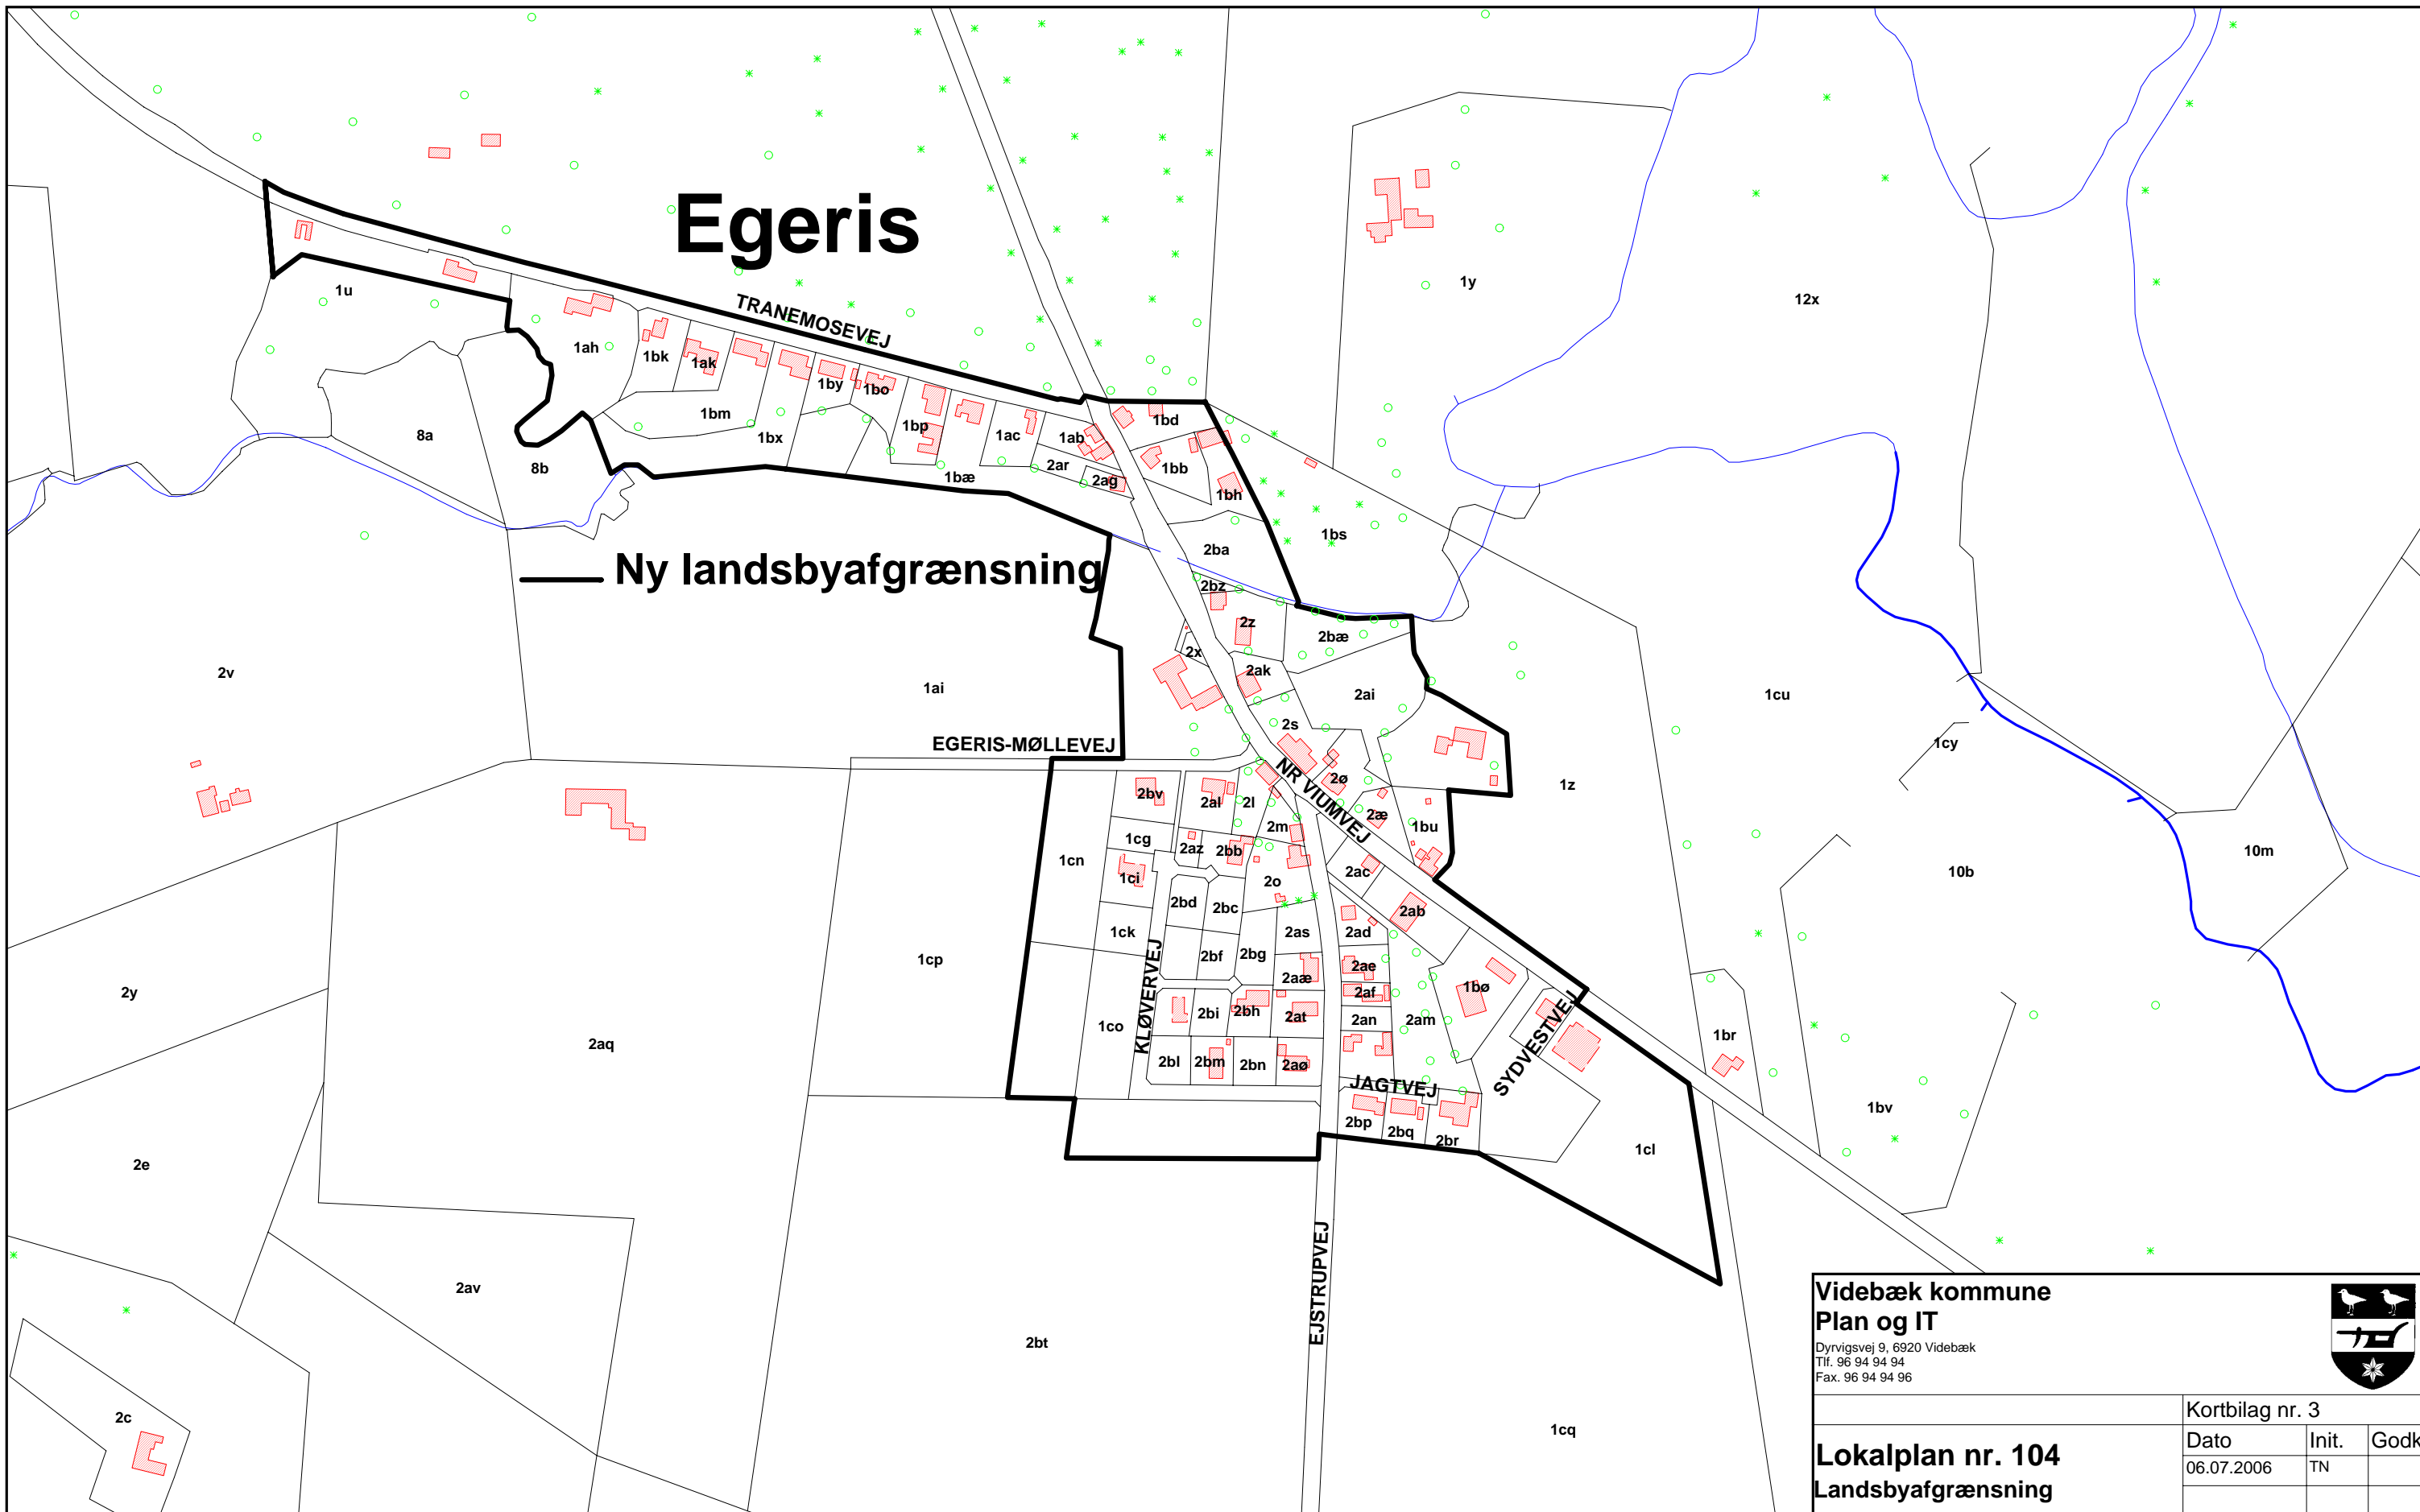 Egeris
TRANEMOSEVEJ
1u
1ah
1bk
1ak
1by
1bo
1bm
1bx
1bp
1ac
1ab
1bd
1y
12x
8a
8b
1bæ
2ar
2ag
1bb
1bh
1bs
Ny landsbyafgrænsning
2ba
2bz
2z
2bæ
2x
2ak
2v
1ai
2ai
1cu
2s
EGERIS-MØLLEVEJ
1cy
NR VIUMVEJ
2ø
1z
2bv
2al
2l
2æ
1bu
2m
1cg
2az
2bb
1cn
1ci
2o
2ac
10b
10m
2bd
2bc
2ab
1ck
2as
2ad
KLØVERVEJ
1cp
2bf
2bg
2aæ
2ae
2y
2af
1bø
1co
2bi
2bh
2at
2an
2am
SYDVESTVEJ
2aq
1br
2bl
2bm
2bn
2aø
JAGTVEJ
1bv
2bp
2bq
2br
2e
1cl
EJSTRUPVEJ
2av
2bt
2c
1cq
Videbæk kommune
Plan og IT
Dyrvigsvej 9, 6920 Videbæk
Tlf. 96 94 94 94
Fax. 96 94 94 96
Kortbilag nr. 3
Lokalplan nr. 104
Landsbyafgrænsning
Dato Init. Godk
06.07.2006 TN